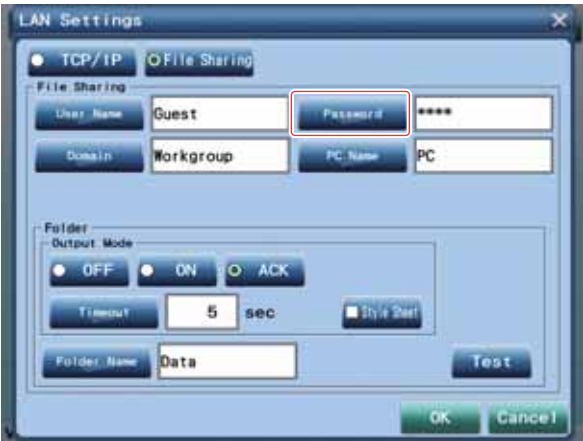 LAN Settings
TCP/IP File Sharing
File Sharing
User Name Guest Password ****
Domain Workgroup PC Name PC
Folder
Output Mode
OFF ON ACK
Timeout 5 sec Style Sheet
Folder Name Data Test
OK Cancel